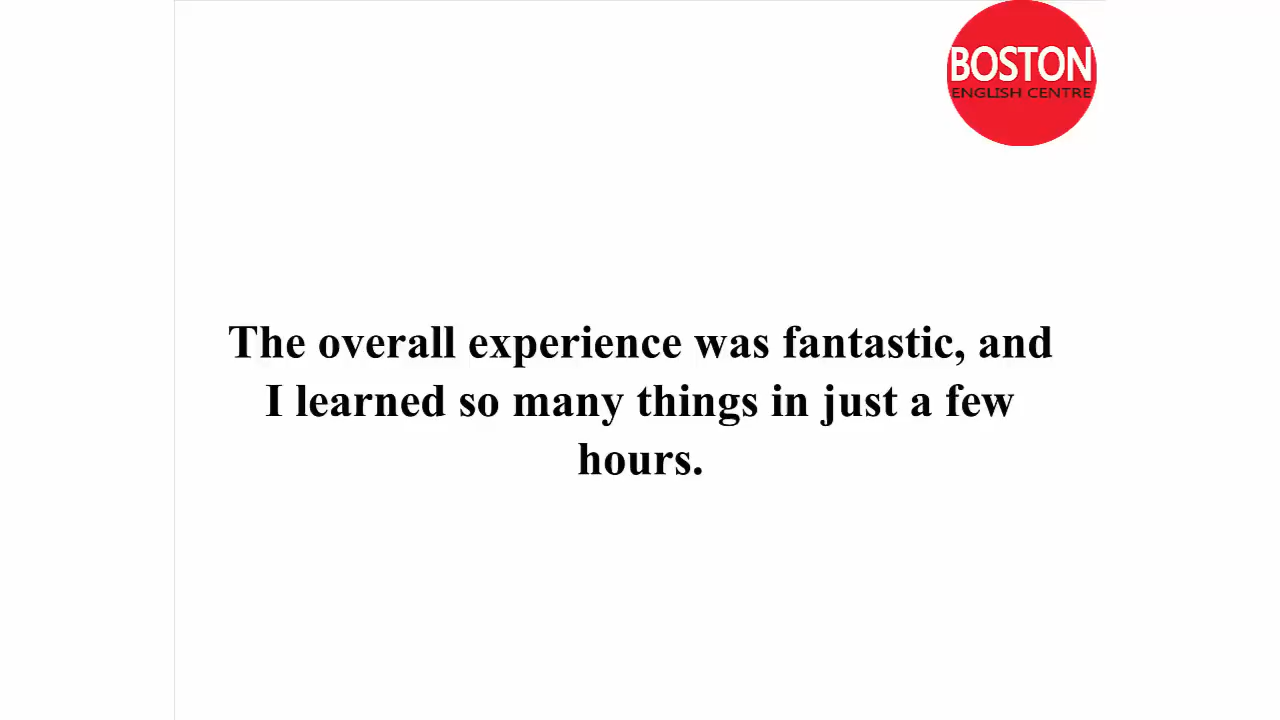 BOSTON
ENGLISH CENTRE
The overall experience was fantastic, and
I learned so many things in just a few
hours.